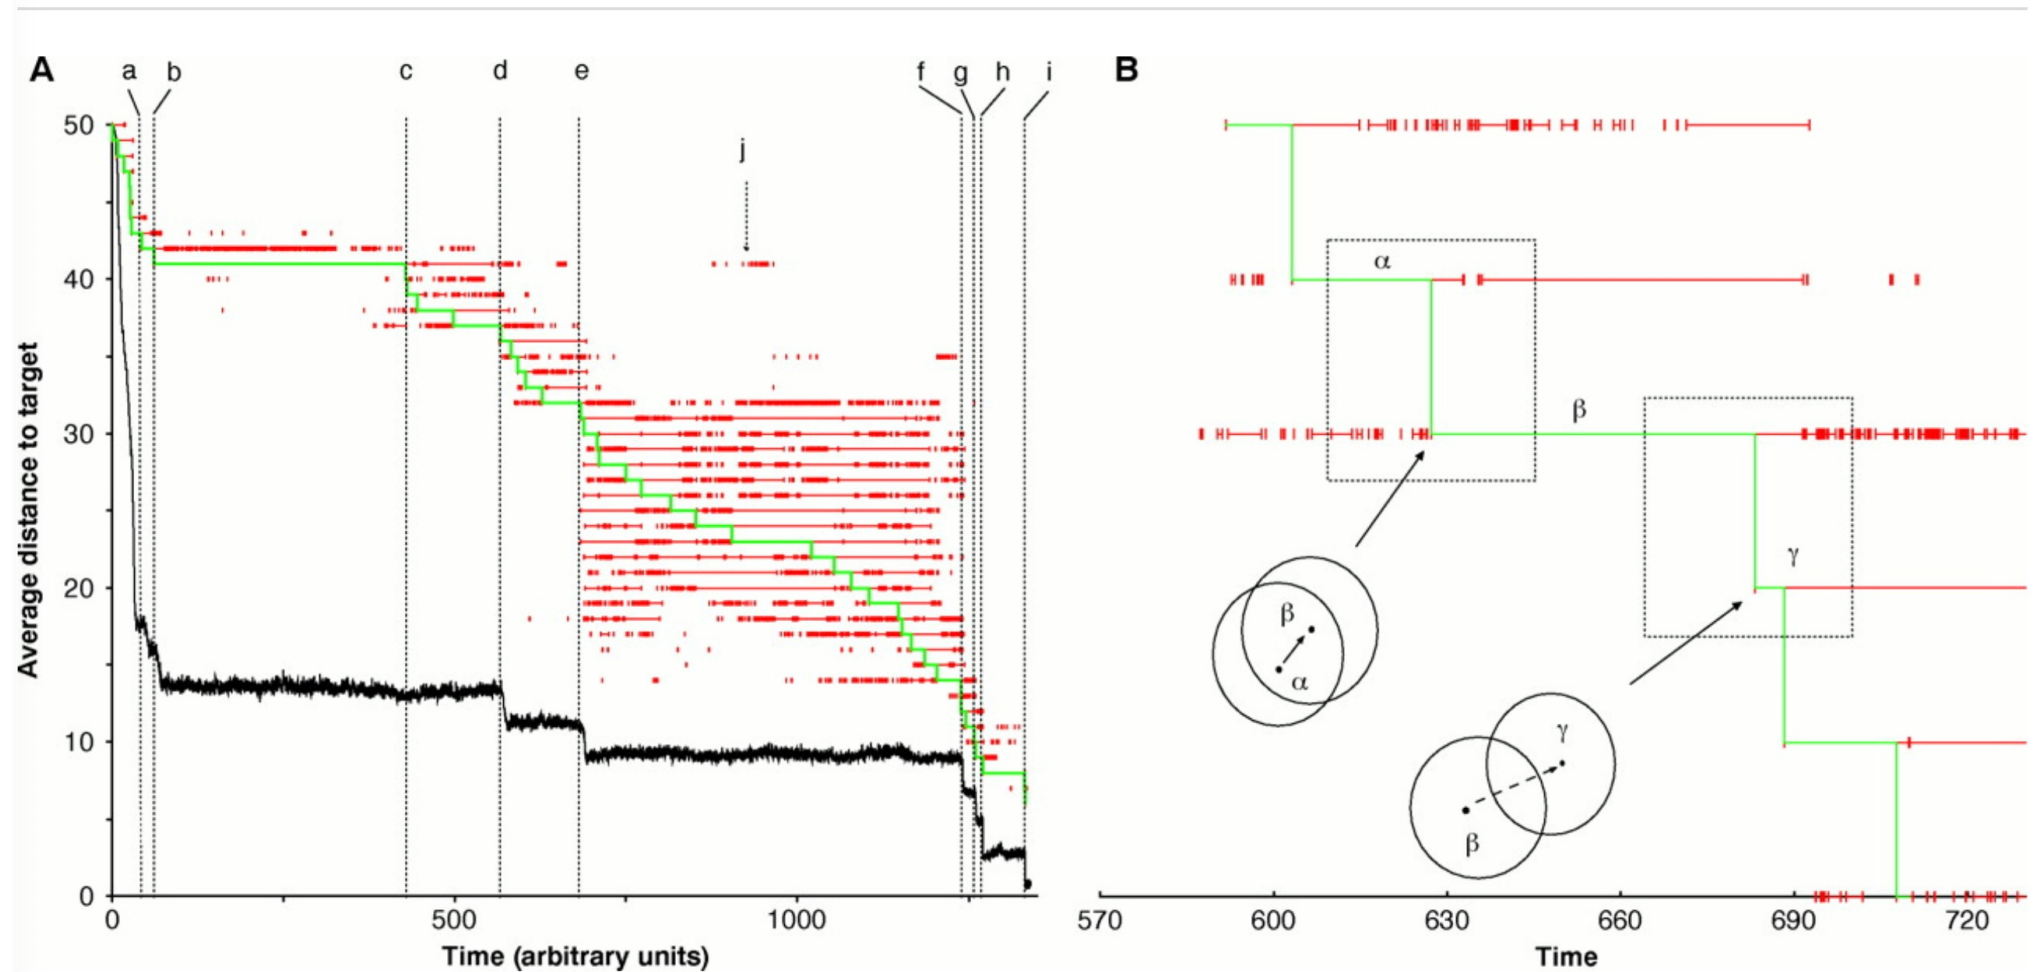 A
a b c d e f g h i
B
50
j
α
40
β
30
γ
20
β
α
γ
10
β
0
0 500 1000
570 600 630 660 690 720
Average distance to target
Time (arbitrary units)
Time